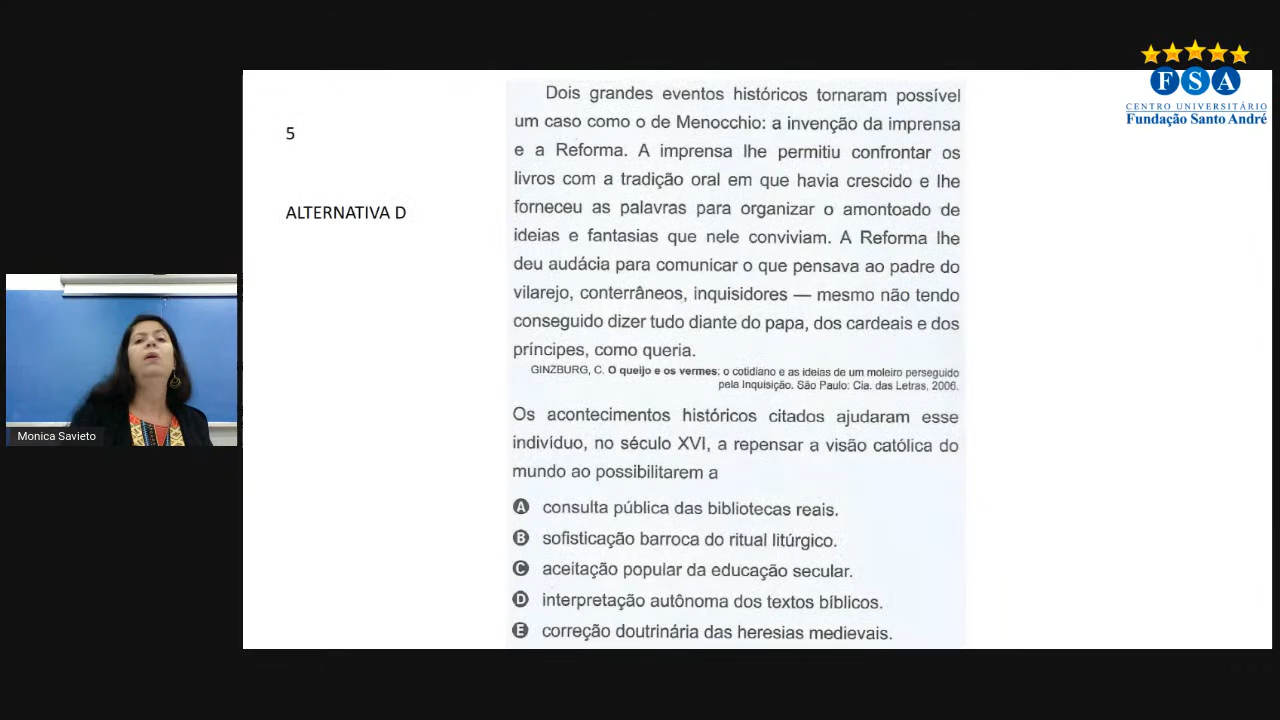 FSA
CENTRO UNIVERSITÁRIO
Fundação Santo André
5
ALTERNATIVA D
Dois grandes eventos históricos tornaram possível
um caso como o de Menocchio: a invenção da imprensa
e a Reforma. A imprensa lhe permitiu confrontar os
livros com a tradição oral em que havia crescido e lhe
forneceu as palavras para organizar o amontoado de
ideias e fantasias que nele conviviam. A Reforma lhe
deu audácia para comunicar o que pensava ao padre do
vilarejo, conterrâneos, inquisidores — mesmo não tendo
conseguido dizer tudo diante do papa, dos cardeais e dos
príncipes, como queria.
GINZBURG, C. O queijo e os vermes: o cotidiano e as ideias de um moleiro perseguido
pela Inquisição. São Paulo: Cia. das Letras, 2006.
Os acontecimentos históricos citados ajudaram esse
indivíduo, no século XVI, a repensar a visão católica do
mundo ao possibilitarem a
A consulta pública das bibliotecas reais.
B sofisticação barroca do ritual litúrgico.
C aceitação popular da educação secular.
D interpretação autônoma dos textos bíblicos.
E correção doutrinária das heresias medievais.
Monica Savieto